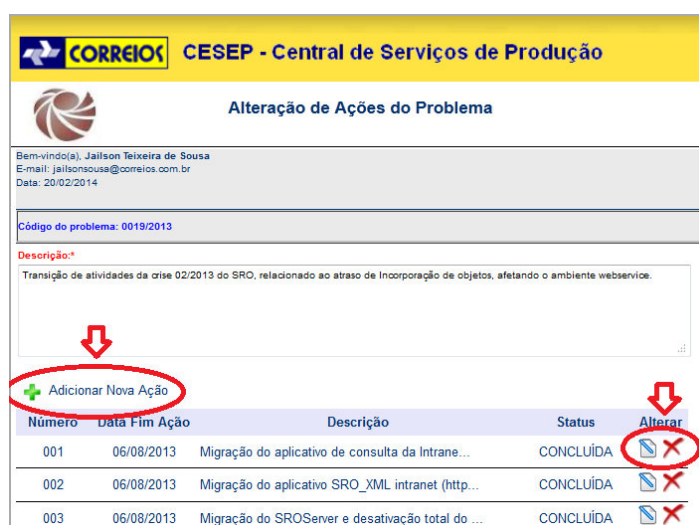 CORREIOS CESEP - Central de Serviços de Produção
Alteração de Ações do Problema
Bem-vindo(a), Jailson Teixeira de Sousa
E-mail: jailsonsousa@correios.com.br
Data: 20/02/2014
Código do problema: 0019/2013
Descrição:*
Transição de atividades da crise 02/2013 do SRO, relacionado ao atraso de Incorporação de objetos, afetando o ambiente webservice.
Adicionar Nova Ação
Número Data Fim Ação Descrição Status Alterar
001 06/08/2013 Migração do aplicativo de consulta da Intrane... CONCLUÍDA
002 06/08/2013 Migração do aplicativo SRO_XML intranet (http... CONCLUÍDA
003 06/08/2013 Migração do SROServer e desativação total do ... CONCLUÍDA